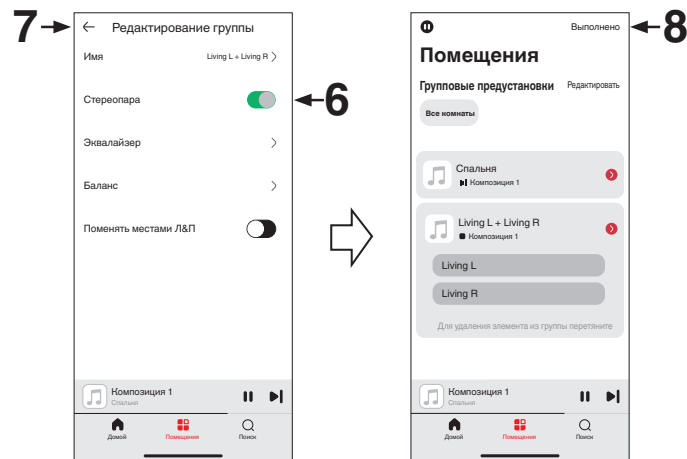 7
Редактирование группы
Имя
Living L + Living R
Стереопара
6
Эквалайзер
Баланс
Поменять местами Л&П
Композиция 1
Спальня
Домой
Помещения
Поиск
Выполнено
8
Помещения
Групповые предустановки
Редактировать
Все комнаты
Спальня
Композиция 1
Living L + Living R
Композиция 1
Living L
Living R
Для удаления элемента из группы перетяните
Композиция 1
Спальня
Домой
Помещения
Поиск